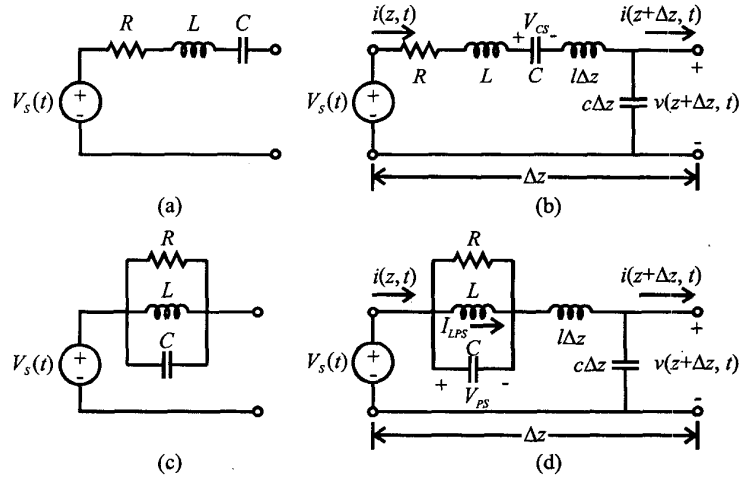 R L C
V_S(t)
+
-
(a)
i(z, t) V_CS i(z+Δz, t)
+ -
R L C lΔz
+
V_S(t) + cΔz v(z+Δz, t)
-
-
Δz
(b)
R
L
C
V_S(t)
+
-
(c)
R
i(z, t) L i(z+Δz, t)
I_LPS lΔz
C +
V_S(t) + cΔz v(z+Δz, t)
- + -
V_PS
-
Δz
(d)